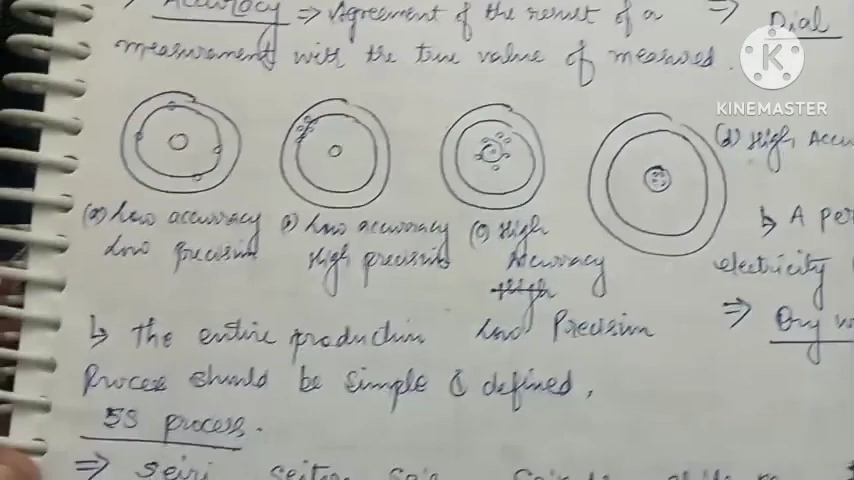 Accuracy => Agreement of the result of a
measurement with the true value of measured.
=> Dial
KINEMASTER
(a) Low accuracy
Low precision
(b) Low accuracy
High precision
(c) High
Accuracy
Low Precision
(d) High Accu
↳ A per
electricity
=> Dry
↳ The entire production
Process should be simple & defined.
5S process.
=> Seiri